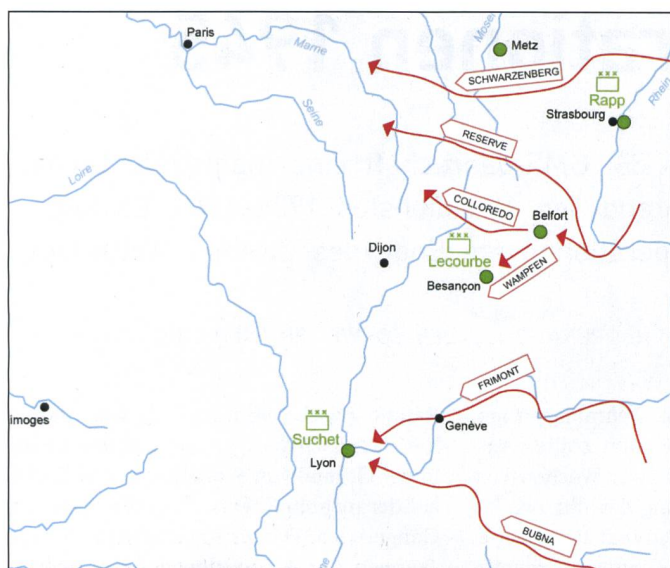 Paris
Marne
Mosel
Metz
SCHWARZENBERG
Rapp
Rhein
Seine
Strasbourg
RESERVE
Loire
COLLOREDO
Belfort
Dijon
Lecourbe
WAMPFEN
Besançon
FRIMONT
imoges
Suchet
Genève
Lyon
BUBNA